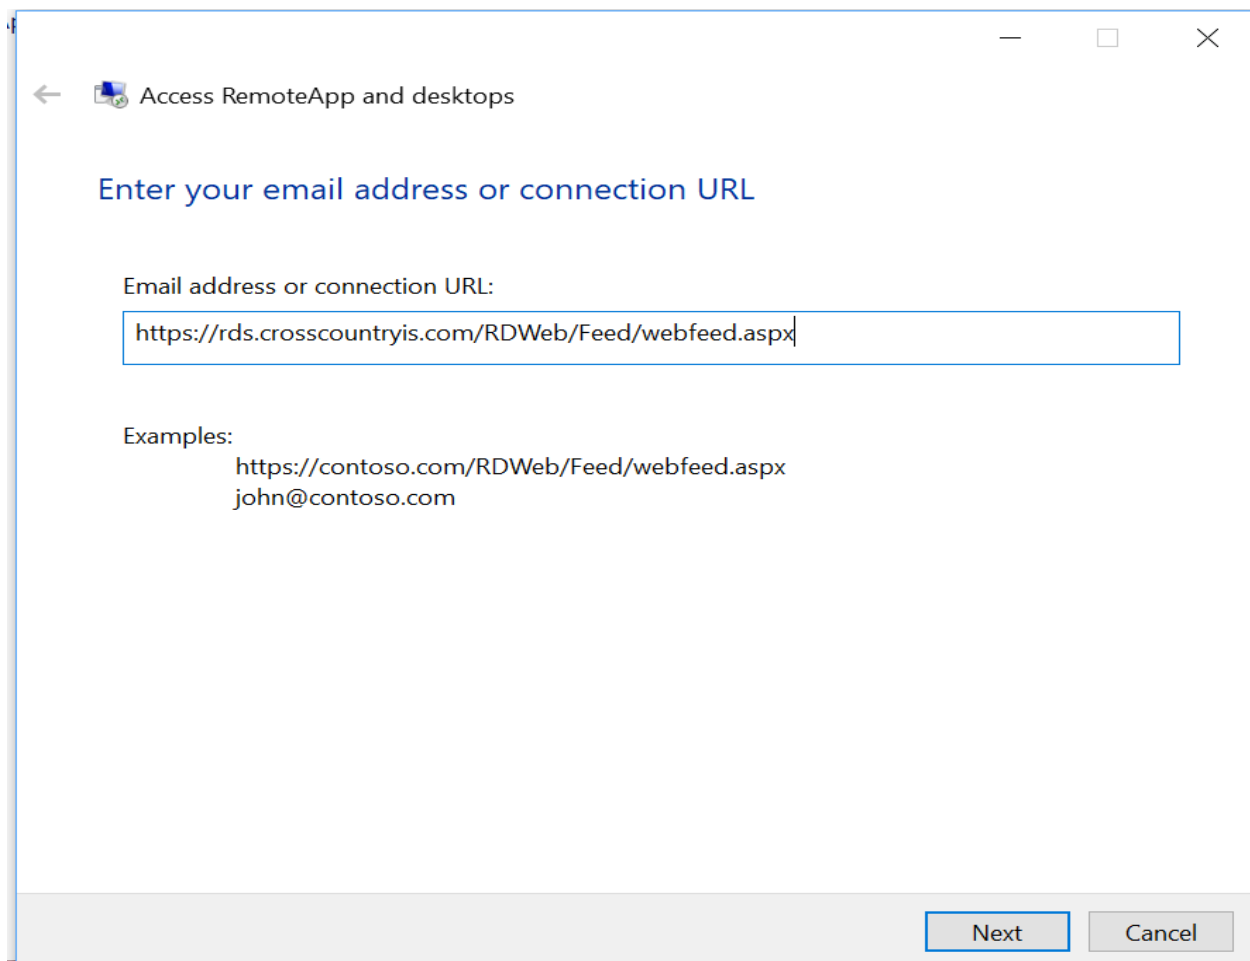 Access RemoteApp and desktops
Enter your email address or connection URL
Email address or connection URL:
https://rds.crosscountryis.com/RDWeb/Feed/webfeed.aspx
Examples:
https://contoso.com/RDWeb/Feed/webfeed.aspx
john@contoso.com
Next Cancel